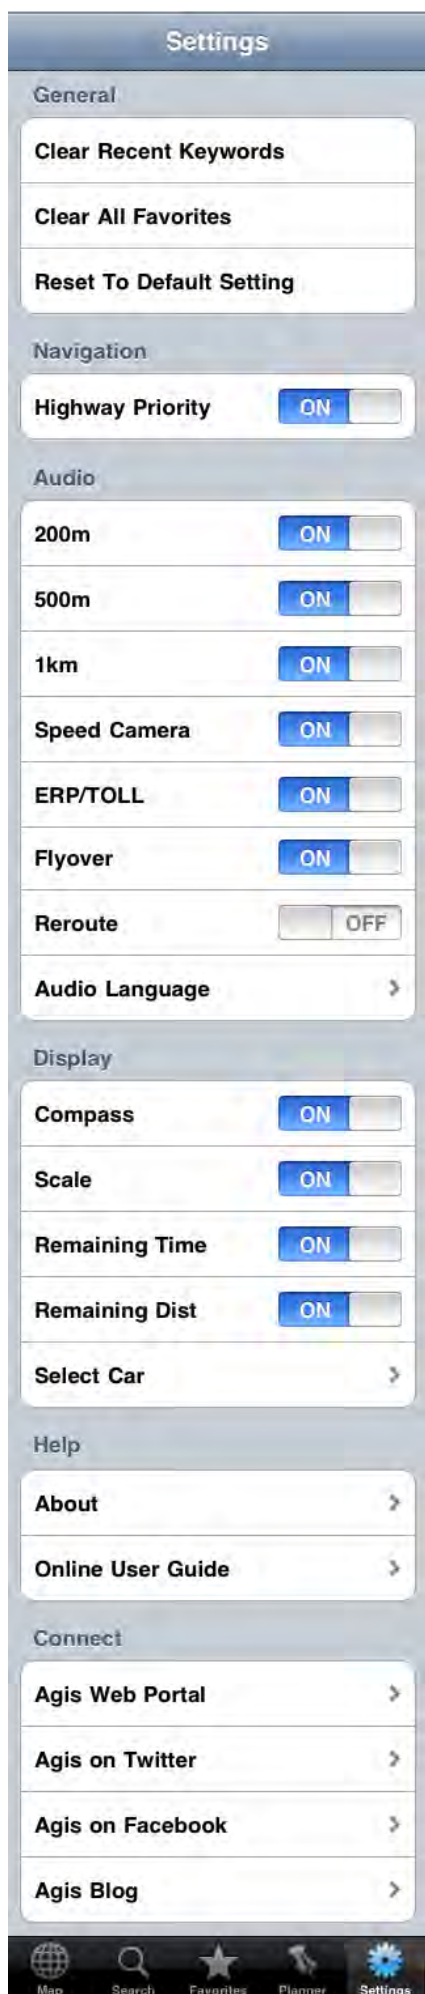 Settings
General
Clear Recent Keywords
Clear All Favorites
Reset To Default Setting
Navigation
Highway Priority ON
Audio
200m ON
500m ON
1km ON
Speed Camera ON
ERP/TOLL ON
Flyover ON
Reroute OFF
Audio Language
Display
Compass ON
Scale ON
Remaining Time ON
Remaining Dist ON
Select Car
Help
About
Online User Guide
Connect
Agis Web Portal
Agis on Twitter
Agis on Facebook
Agis Blog
Map Search Favorites Planner Settings